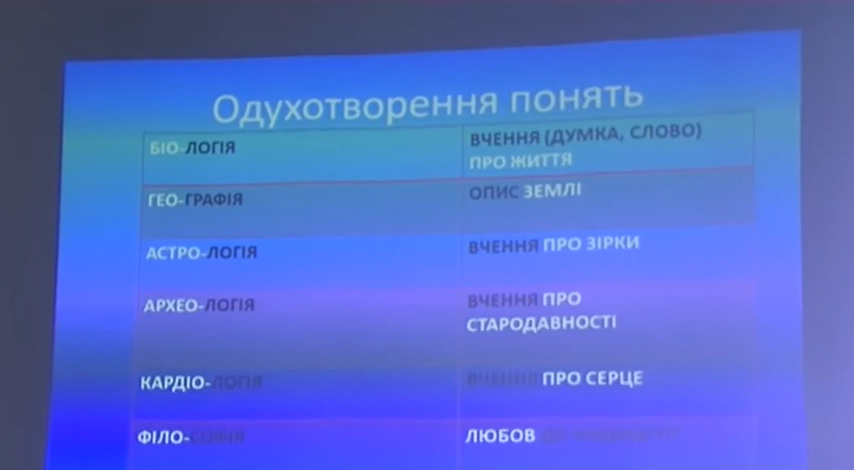 Одухотворення понять
БІО-ЛОГІЯ
ВЧЕННЯ (ДУМКА, СЛОВО)
ПРО ЖИТТЯ
ГЕО-ГРАФІЯ
ОПИС ЗЕМЛІ
АСТРО-ЛОГІЯ
ВЧЕННЯ ПРО ЗІРКИ
АРХЕО-ЛОГІЯ
ВЧЕННЯ ПРО
СТАРОДАВНОСТІ
КАРДІО-ЛОГІЯ
ВЧЕННЯ ПРО СЕРЦЕ
ФІЛО-СОФІЯ
ЛЮБОВ